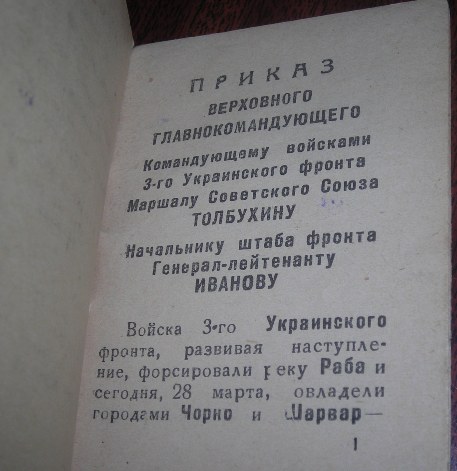 ПРИКАЗ
ВЕРХОВНОГО
ГЛАВНОКОМАНДУЮЩЕГО
Командующему войсками
3-го Украинского фронта
Маршалу Советского Союза
ТОЛБУХИНУ
Начальнику штаба фронта
Генерал-лейтенанту
ИВАНОВУ
Войска 3-го Украинского
фронта, развивая наступле-
ние, форсировали реку Раба и
сегодня, 28 марта, овладели
городами Чорно и Шарвар—
1